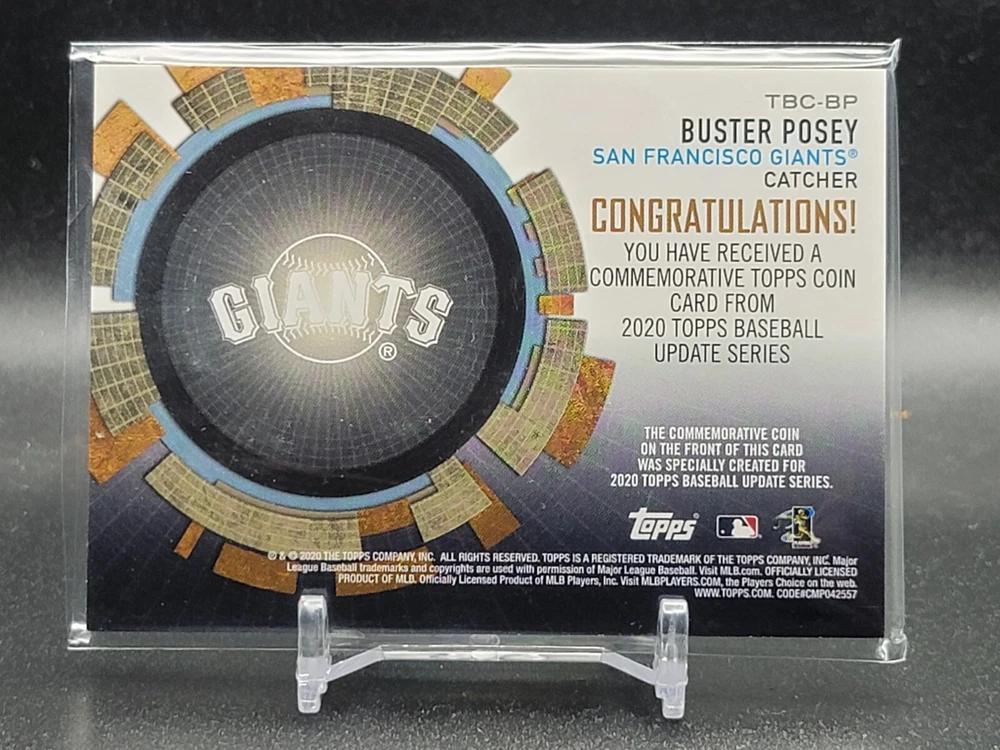 TBC-BP
BUSTER POSEY
SAN FRANCISCO GIANTS®
CATCHER
CONGRATULATIONS!
YOU HAVE RECEIVED A
COMMEMORATIVE TOPPS COIN
CARD FROM
2020 TOPPS BASEBALL
UPDATE SERIES
GIANTS
®
THE COMMEMORATIVE COIN
ON THE FRONT OF THIS CARD
WAS SPECIALLY CREATED FOR
2020 TOPPS BASEBALL UPDATE SERIES.
Topps®
® & © 2020 THE TOPPS COMPANY, INC. ALL RIGHTS RESERVED. TOPPS IS A REGISTERED TRADEMARK OF THE TOPPS COMPANY, INC. Major
League Baseball trademarks and copyrights are used with permission of Major League Baseball. Visit MLB.com. OFFICIALLY LICENSED
PRODUCT OF MLB. Officially Licensed Product of MLB Players, Inc. Visit MLBPLAYERS.COM, the Players Choice on the web.
WWW.TOPPS.COM. CODE#CMP042557